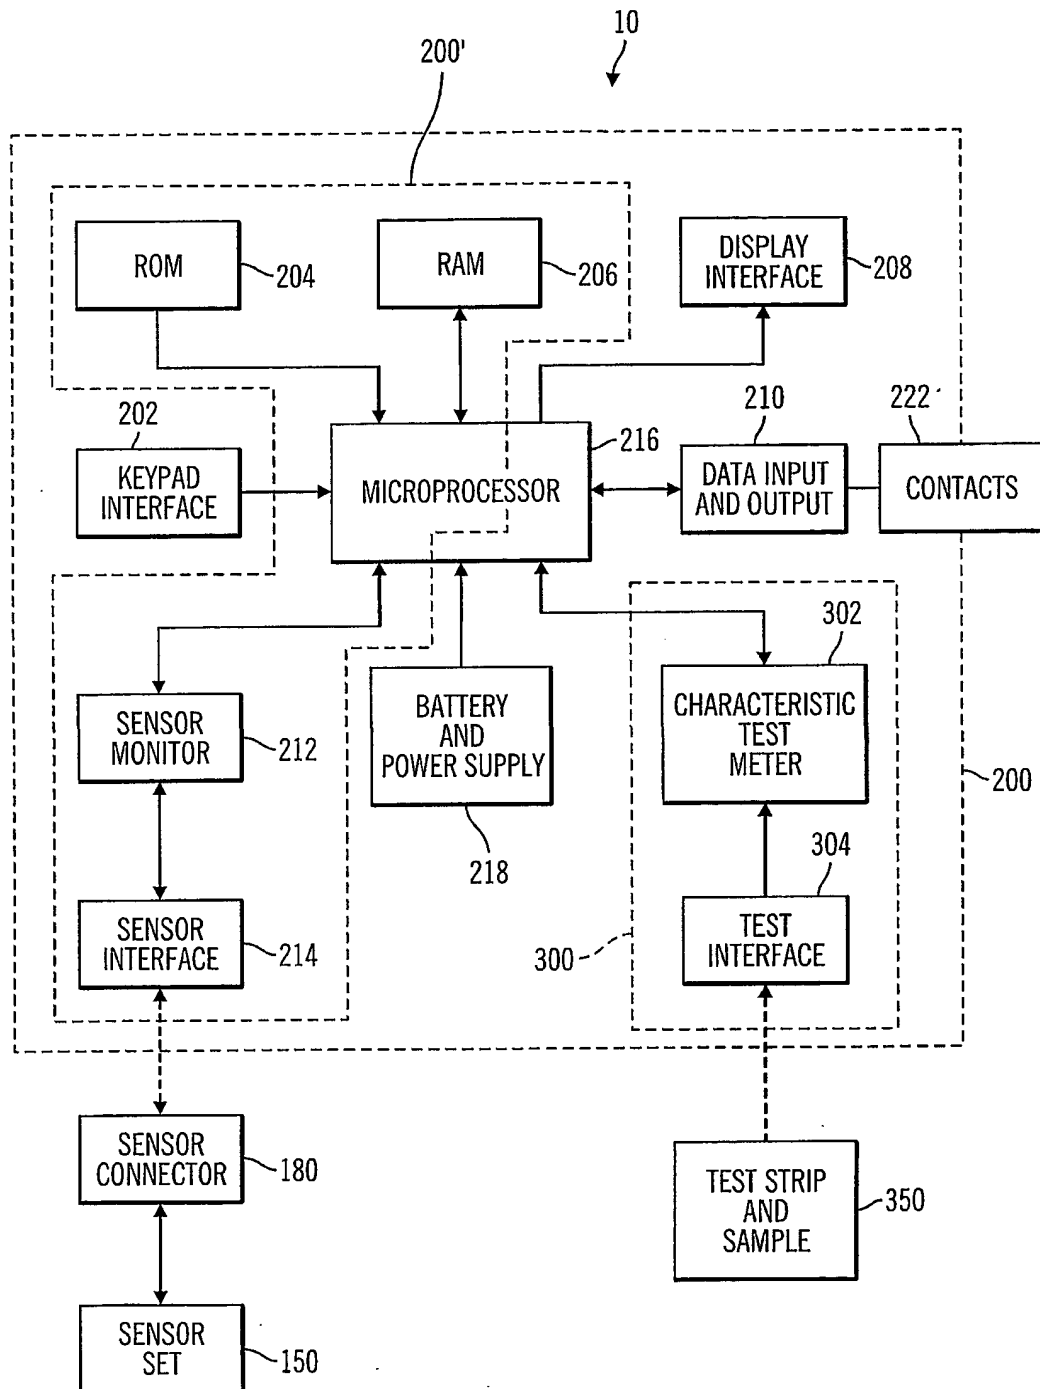 10
200'
ROM
204
RAM
206
DISPLAY
INTERFACE
208
202
KEYPAD
INTERFACE
MICROPROCESSOR
216
210
DATA INPUT
AND OUTPUT
222
CONTACTS
SENSOR
MONITOR
212
BATTERY
AND
POWER SUPPLY
218
302
CHARACTERISTIC
TEST
METER
200
SENSOR
INTERFACE
214
304
TEST
INTERFACE
300
SENSOR
CONNECTOR
180
TEST STRIP
AND
SAMPLE
350
SENSOR
SET
150